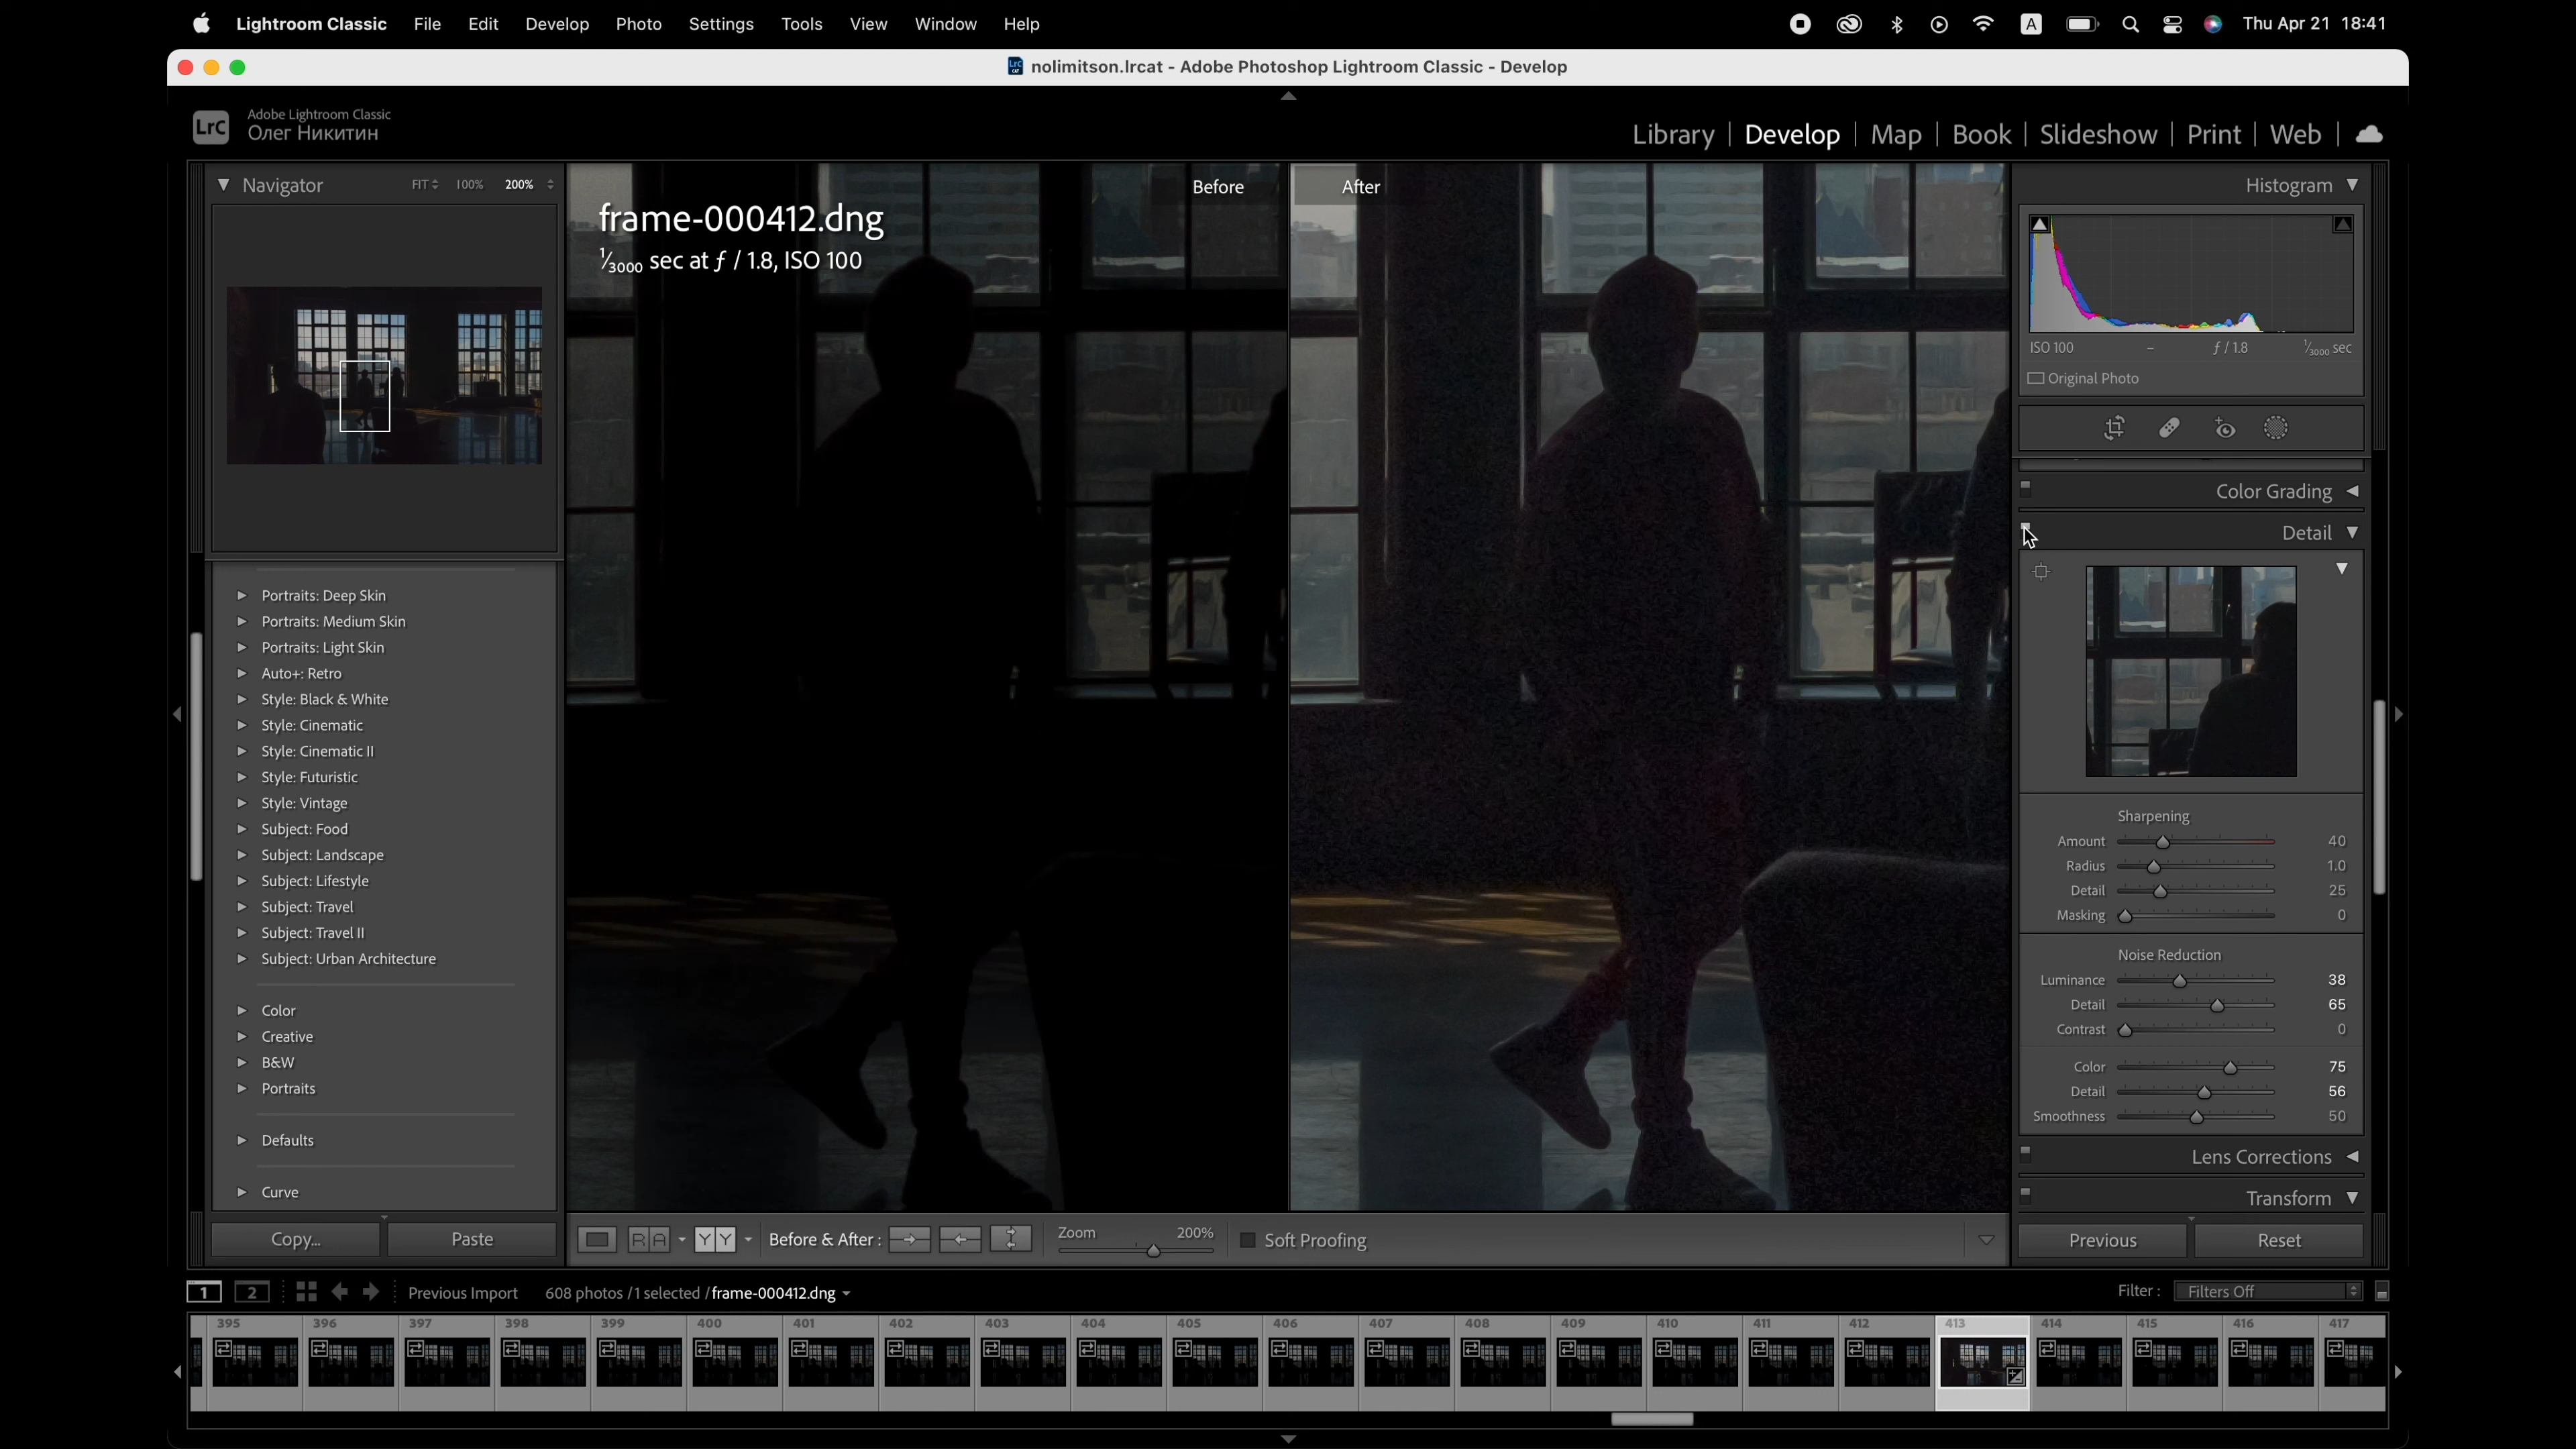 Lightroom Classic File Edit Develop Photo Settings Tools View Window Help A Thu Apr 21 18:41
LrC CAT nolimitson.lrcat - Adobe Photoshop Lightroom Classic - Develop
LrC Adobe Lightroom Classic
Олег Никитин
Library | Develop | Map | Book | Slideshow | Print | Web
Navigator FIT 100% 200%
Portraits: Deep Skin
Portraits: Medium Skin
Portraits: Light Skin
Auto+: Retro
Style: Black & White
Style: Cinematic
Style: Cinematic II
Style: Futuristic
Style: Vintage
Subject: Food
Subject: Landscape
Subject: Lifestyle
Subject: Travel
Subject: Travel II
Subject: Urban Architecture
Color
Creative
B&W
Portraits
Defaults
Curve
Copy... Paste
Before After
frame-000412.dng
1/3000 sec at ƒ / 1.8, ISO 100
Histogram
ISO 100 – ƒ / 1.8 1/3000 sec
Original Photo
Color Grading
Detail
Sharpening
Amount 40
Radius 1.0
Detail 25
Masking 0
Noise Reduction
Luminance 38
Detail 65
Contrast 0
Color 75
Detail 56
Smoothness 50
Lens Corrections
Transform
Previous Reset
R A Y Y Before & After : Zoom 200% Soft Proofing
1 2 Previous Import 608 photos /1 selected /frame-000412.dng Filter : Filters Off
395 396 397 398 399 400 401 402 403 404 405 406 407 408 409 410 411 412 413 414 415 416 417